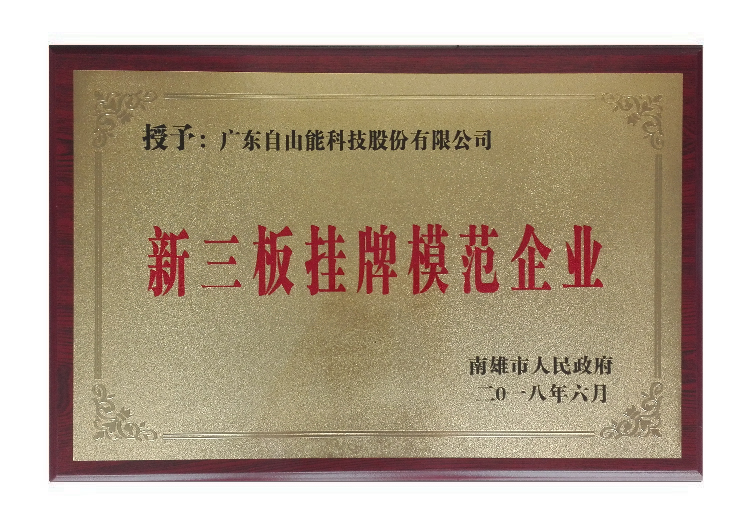 授予：广东自山能科技股份有限公司
新三板挂牌模范企业
南雄市人民政府
二0一八年六月